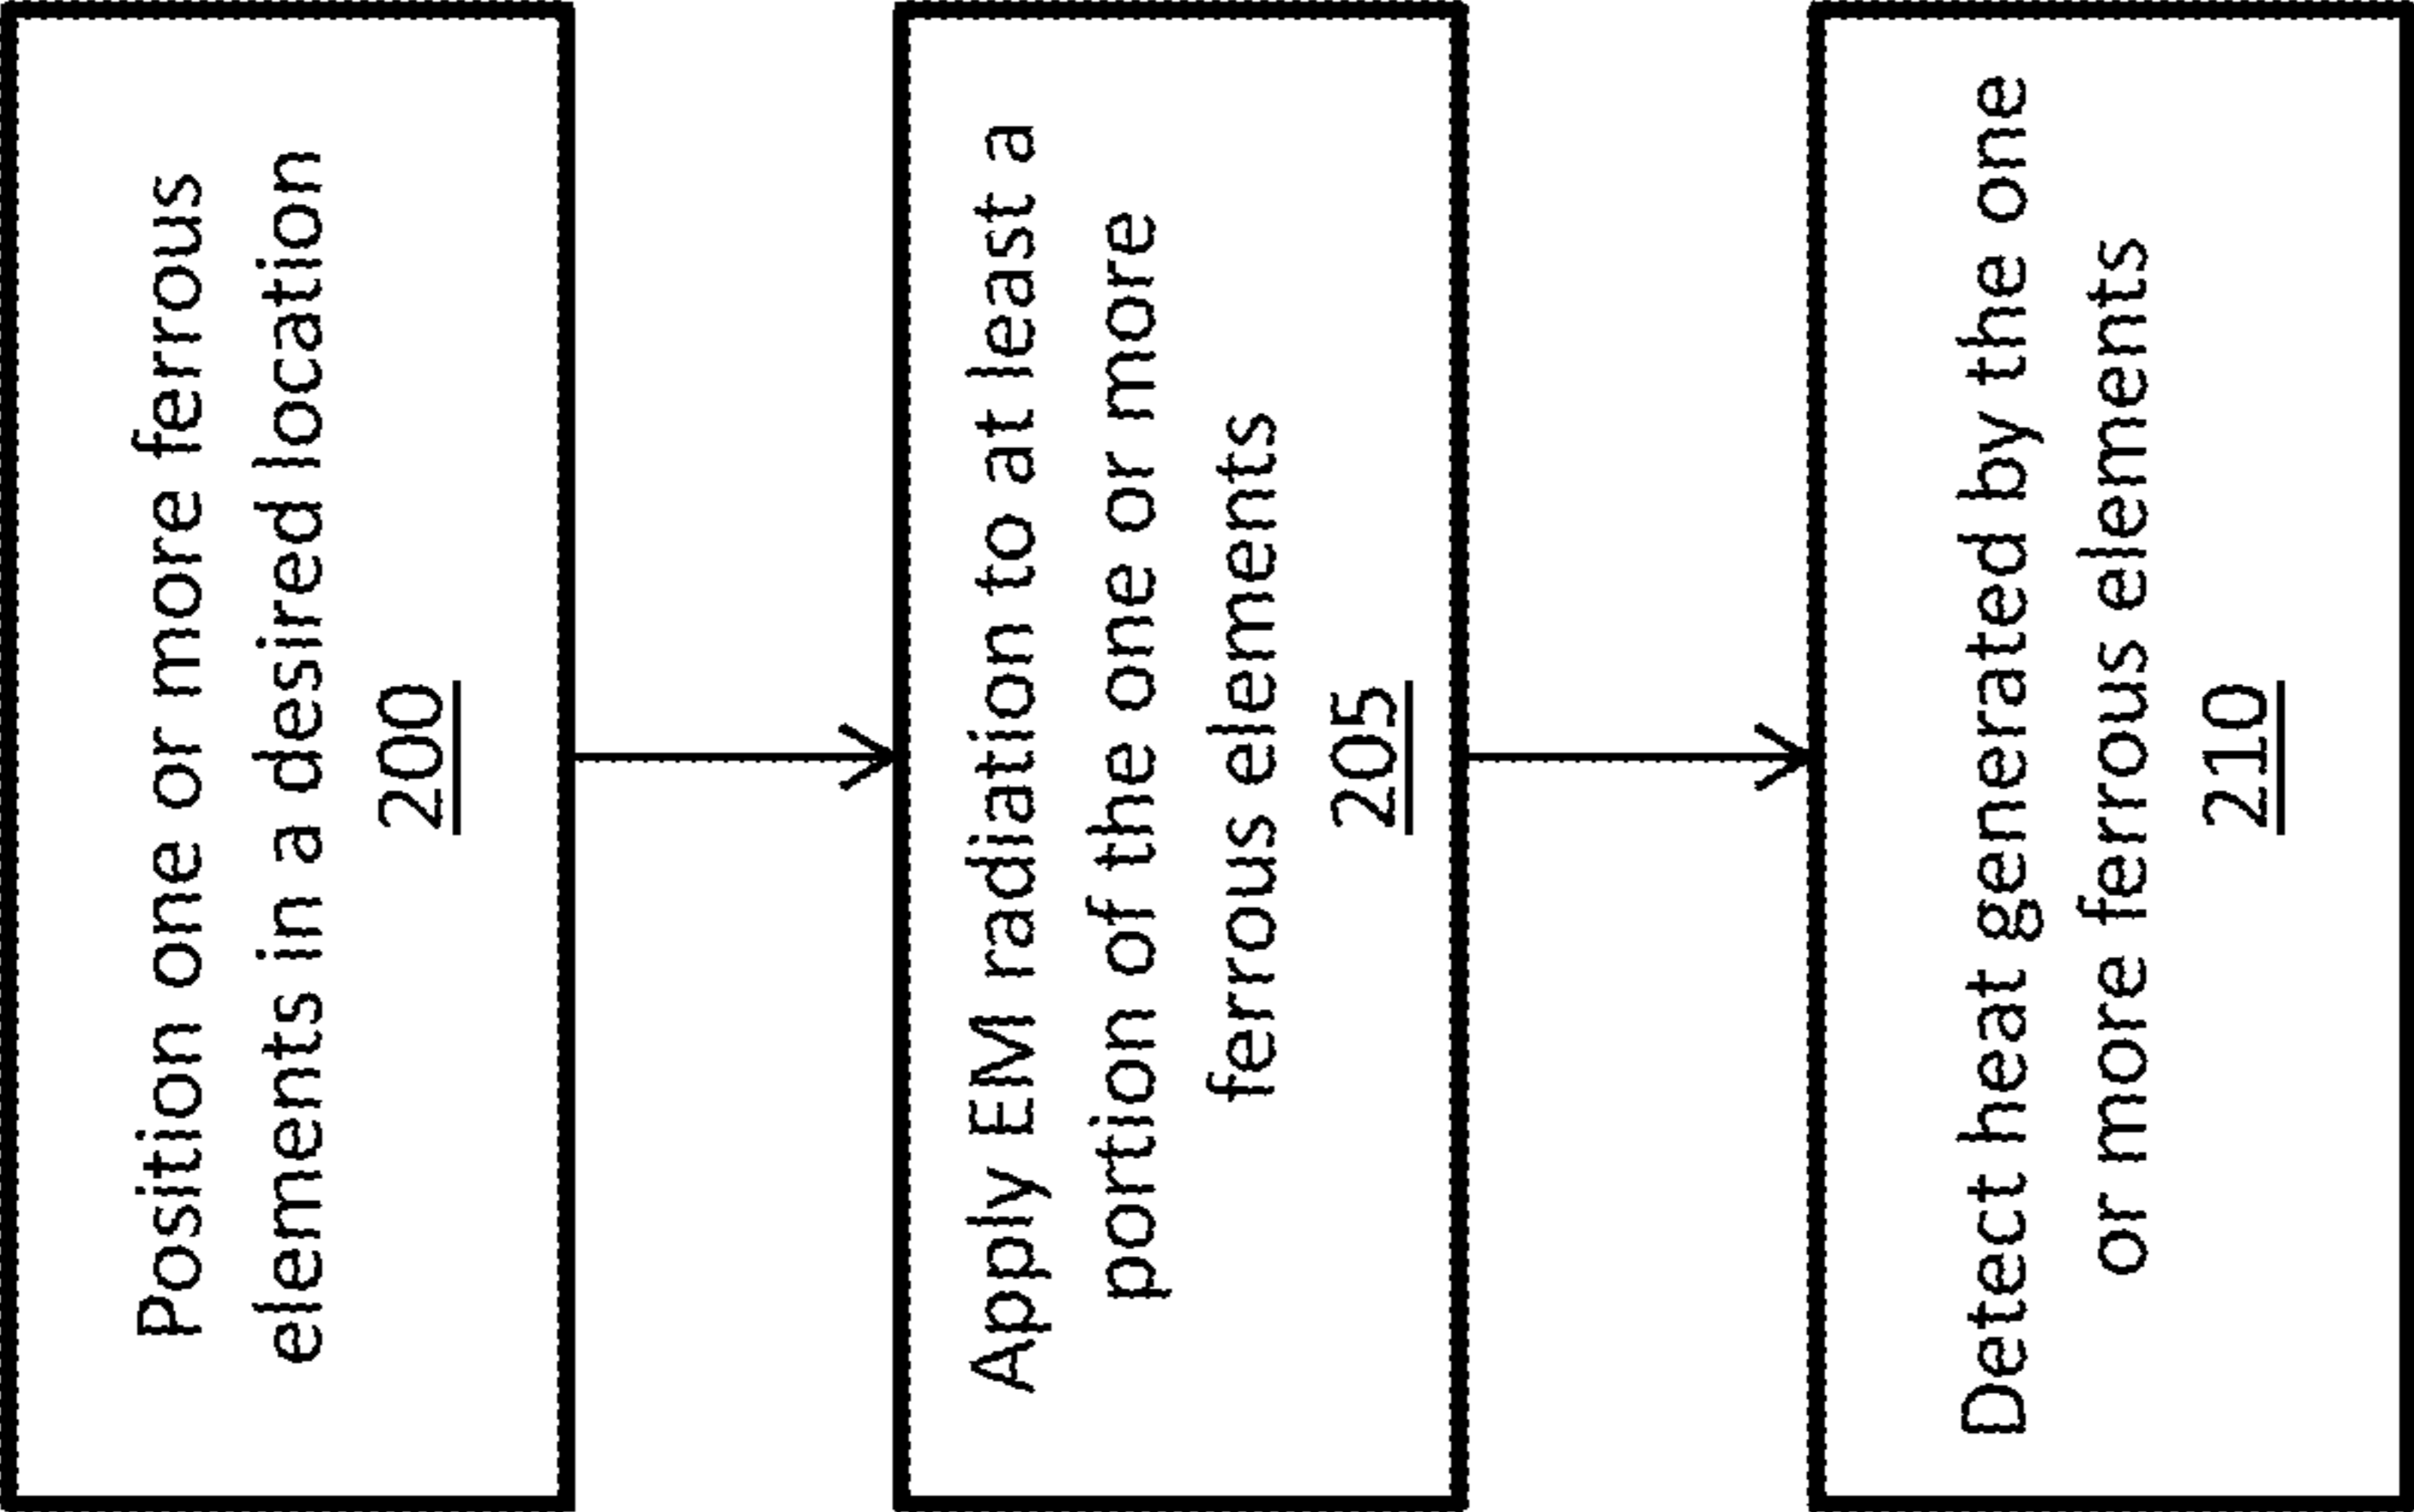 Position one or more ferrous
elements in a desired location
200
Apply EM radiation to at least a
portion of the one or more
ferrous elements
205
Detect heat generated by the one
or more ferrous elements
210